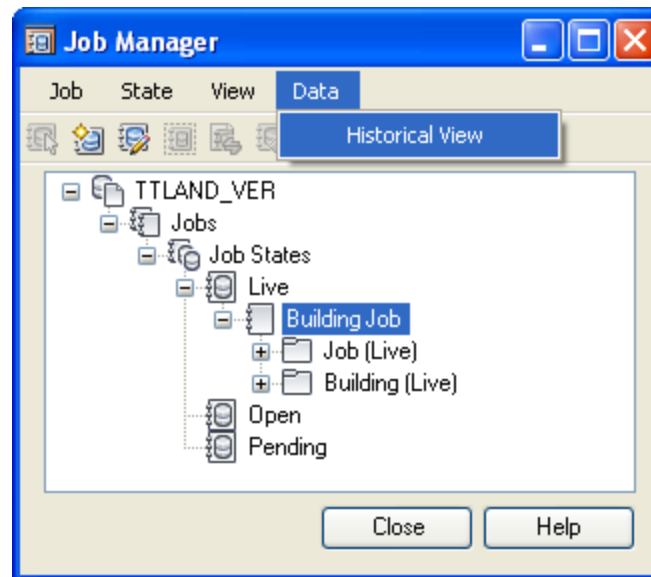 Job Manager
Job State View Data
Historical View
TTLAND_VER
Jobs
Job States
Live
Building Job
Job (Live)
Building (Live)
Open
Pending
Close Help